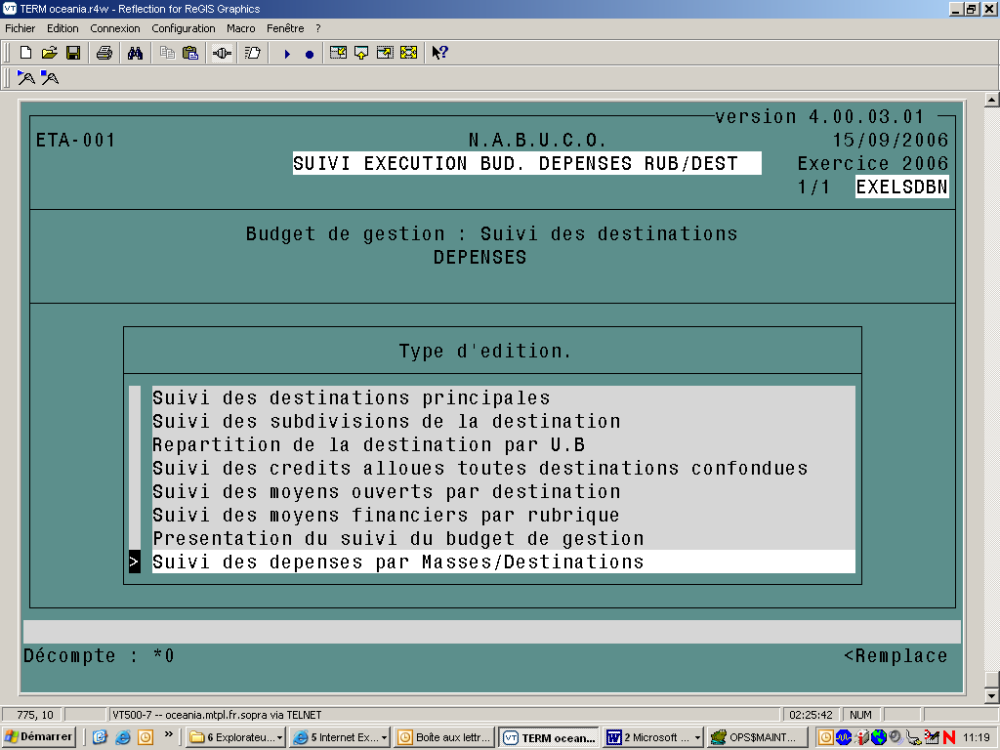 TERM oceania.r4w - Reflection for ReGIS Graphics
Fichier Edition Connexion Configuration Macro Fenêtre ?
version 4.00.03.01
ETA-001 N.A.B.U.C.O. 15/09/2006
SUIVI EXECUTION BUD. DEPENSES RUB/DEST Exercice 2006
1/1 EXELSDBN
Budget de gestion : Suivi des destinations
DEPENSES
Type d'edition.
Suivi des destinations principales
Suivi des subdivisions de la destination
Repartition de la destination par U.B
Suivi des credits alloues toutes destinations confondues
Suivi des moyens ouverts par destination
Suivi des moyens financiers par rubrique
Presentation du suivi du budget de gestion
> Suivi des depenses par Masses/Destinations
Décompte : *0 <Remplace
775, 10 VT500-7 -- oceania.mtpl.fr.sopra via TELNET 02:25:42 NUM
Démarrer » 6 Explorateu... 5 Internet Ex... Boîte aux lettr... TERM ocean... 2 Microsoft ... OPS$MAINT... 11:19